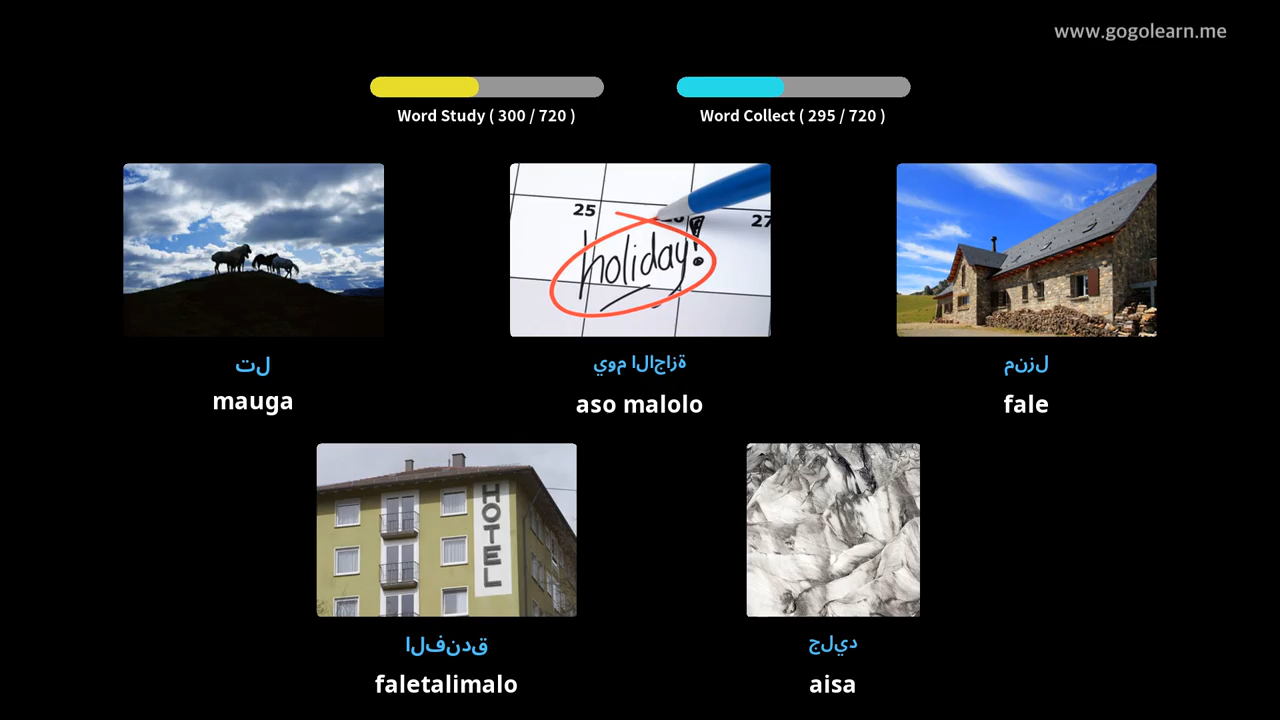 www.gogolearn.me
Word Study ( 300 / 720 )
Word Collect ( 295 / 720 )
25
27
holiday!
تل
يوم الاجازة
منزل
mauga
aso malolo
fale
HOTEL
الفندق
جليد
faletalimalo
aisa